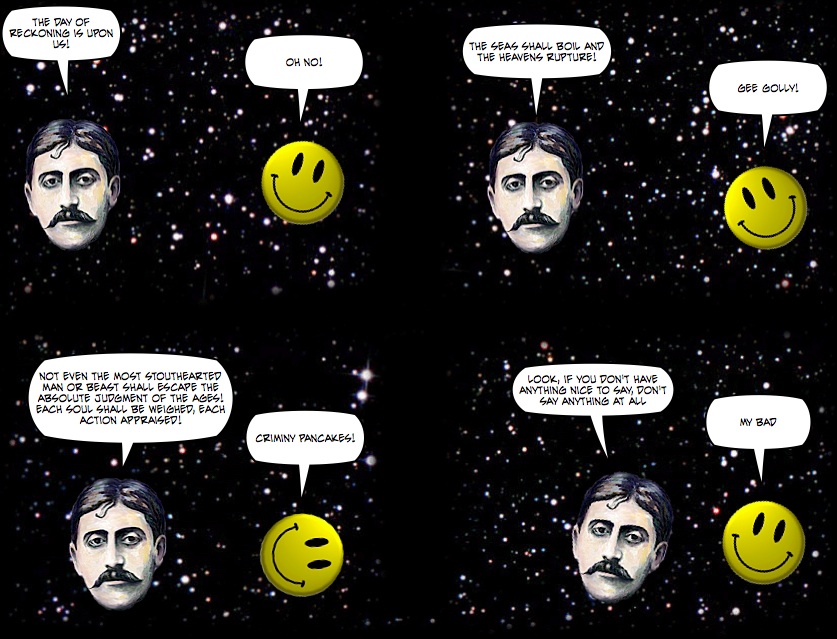 THE DAY OF
RECKONING IS UPON
US!
OH NO!
THE SEAS SHALL BOIL AND
THE HEAVENS RUPTURE!
GEE GOLLY!
NOT EVEN THE MOST STOUTHEARTED
MAN OR BEAST SHALL ESCAPE THE
ABSOLUTE JUDGMENT OF THE AGES!
EACH SOUL SHALL BE WEIGHED, EACH
ACTION APPRAISED!
CRIMINY PANCAKES!
LOOK, IF YOU DON'T HAVE
ANYTHING NICE TO SAY, DON'T
SAY ANYTHING AT ALL
MY BAD